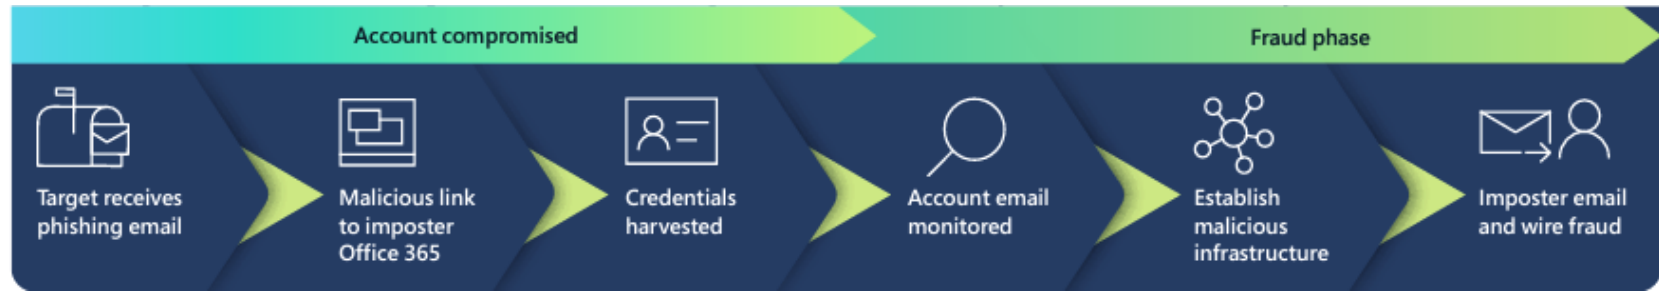 Account compromised
Fraud phase
Target receives
phishing email
Malicious link
to imposter
Office 365
Credentials
harvested
Account email
monitored
Establish
malicious
infrastructure
Imposter email
and wire fraud